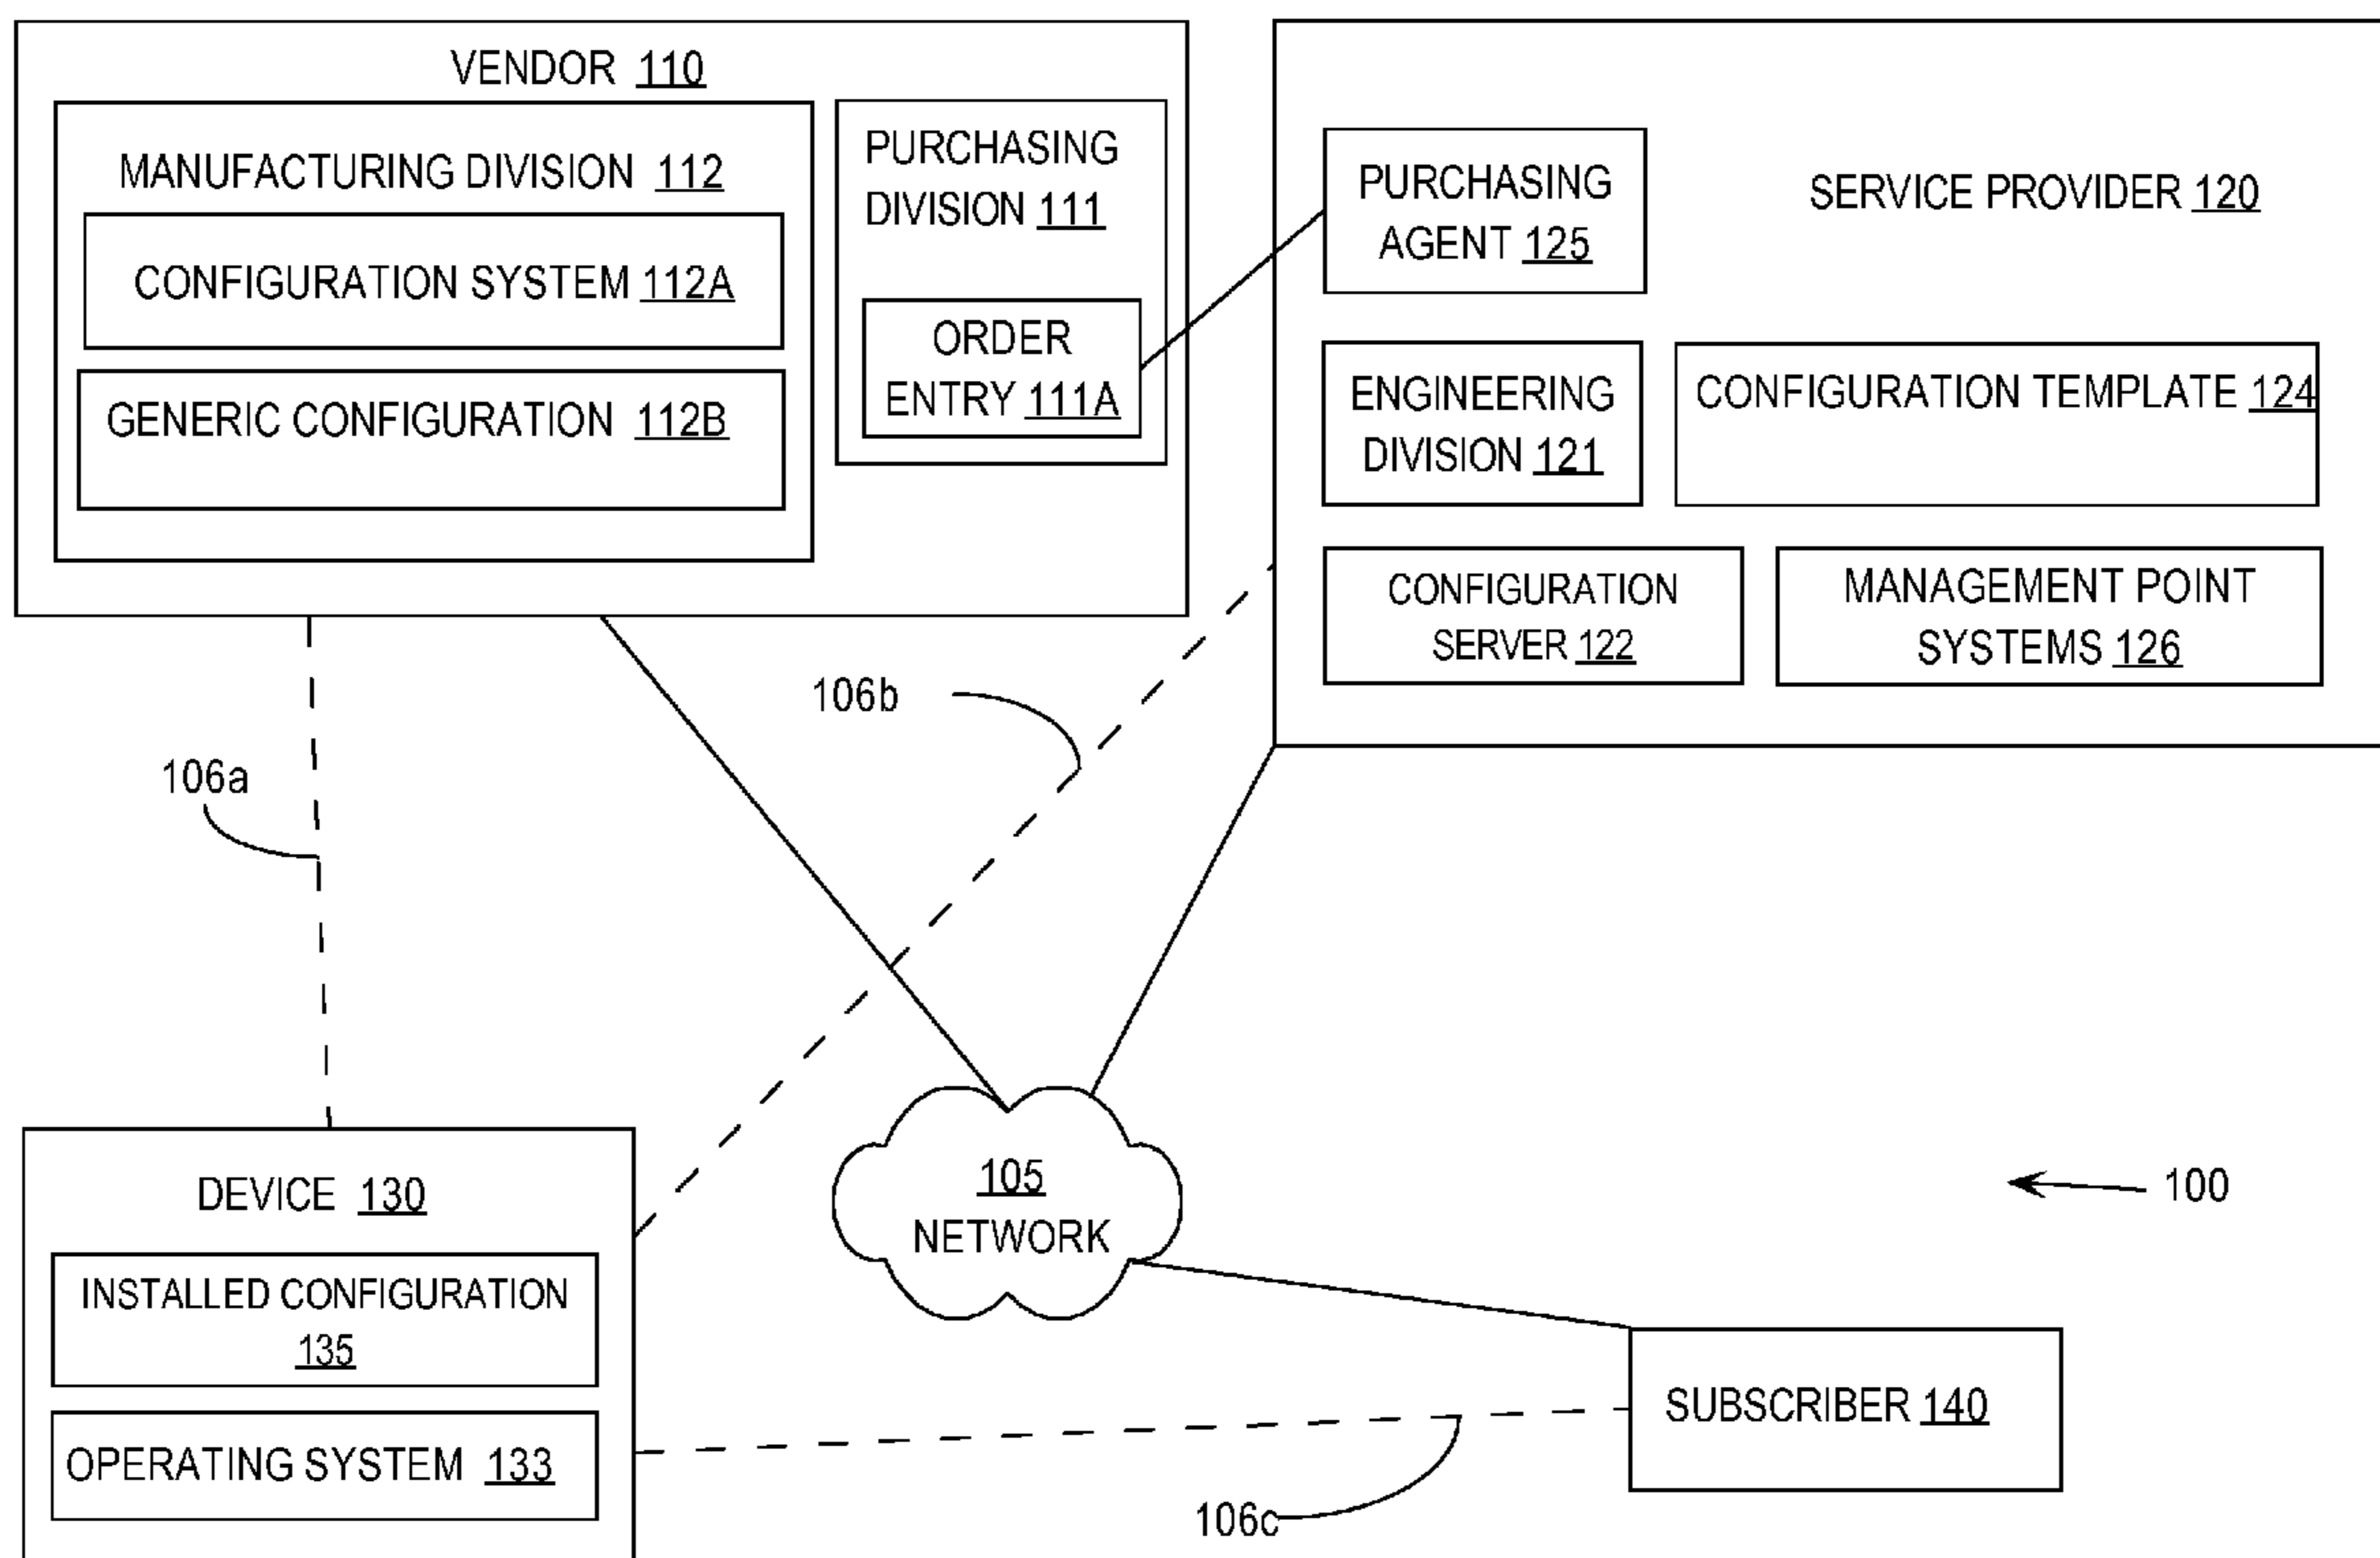 VENDOR 110
MANUFACTURING DIVISION 112
CONFIGURATION SYSTEM 112A
GENERIC CONFIGURATION 112B
PURCHASING
DIVISION 111
ORDER
ENTRY 111A
PURCHASING
AGENT 125
SERVICE PROVIDER 120
ENGINEERING
DIVISION 121
CONFIGURATION TEMPLATE 124
CONFIGURATION
SERVER 122
MANAGEMENT POINT
SYSTEMS 126
106a
106b
DEVICE 130
INSTALLED CONFIGURATION
135
OPERATING SYSTEM 133
105
NETWORK
100
SUBSCRIBER 140
106c